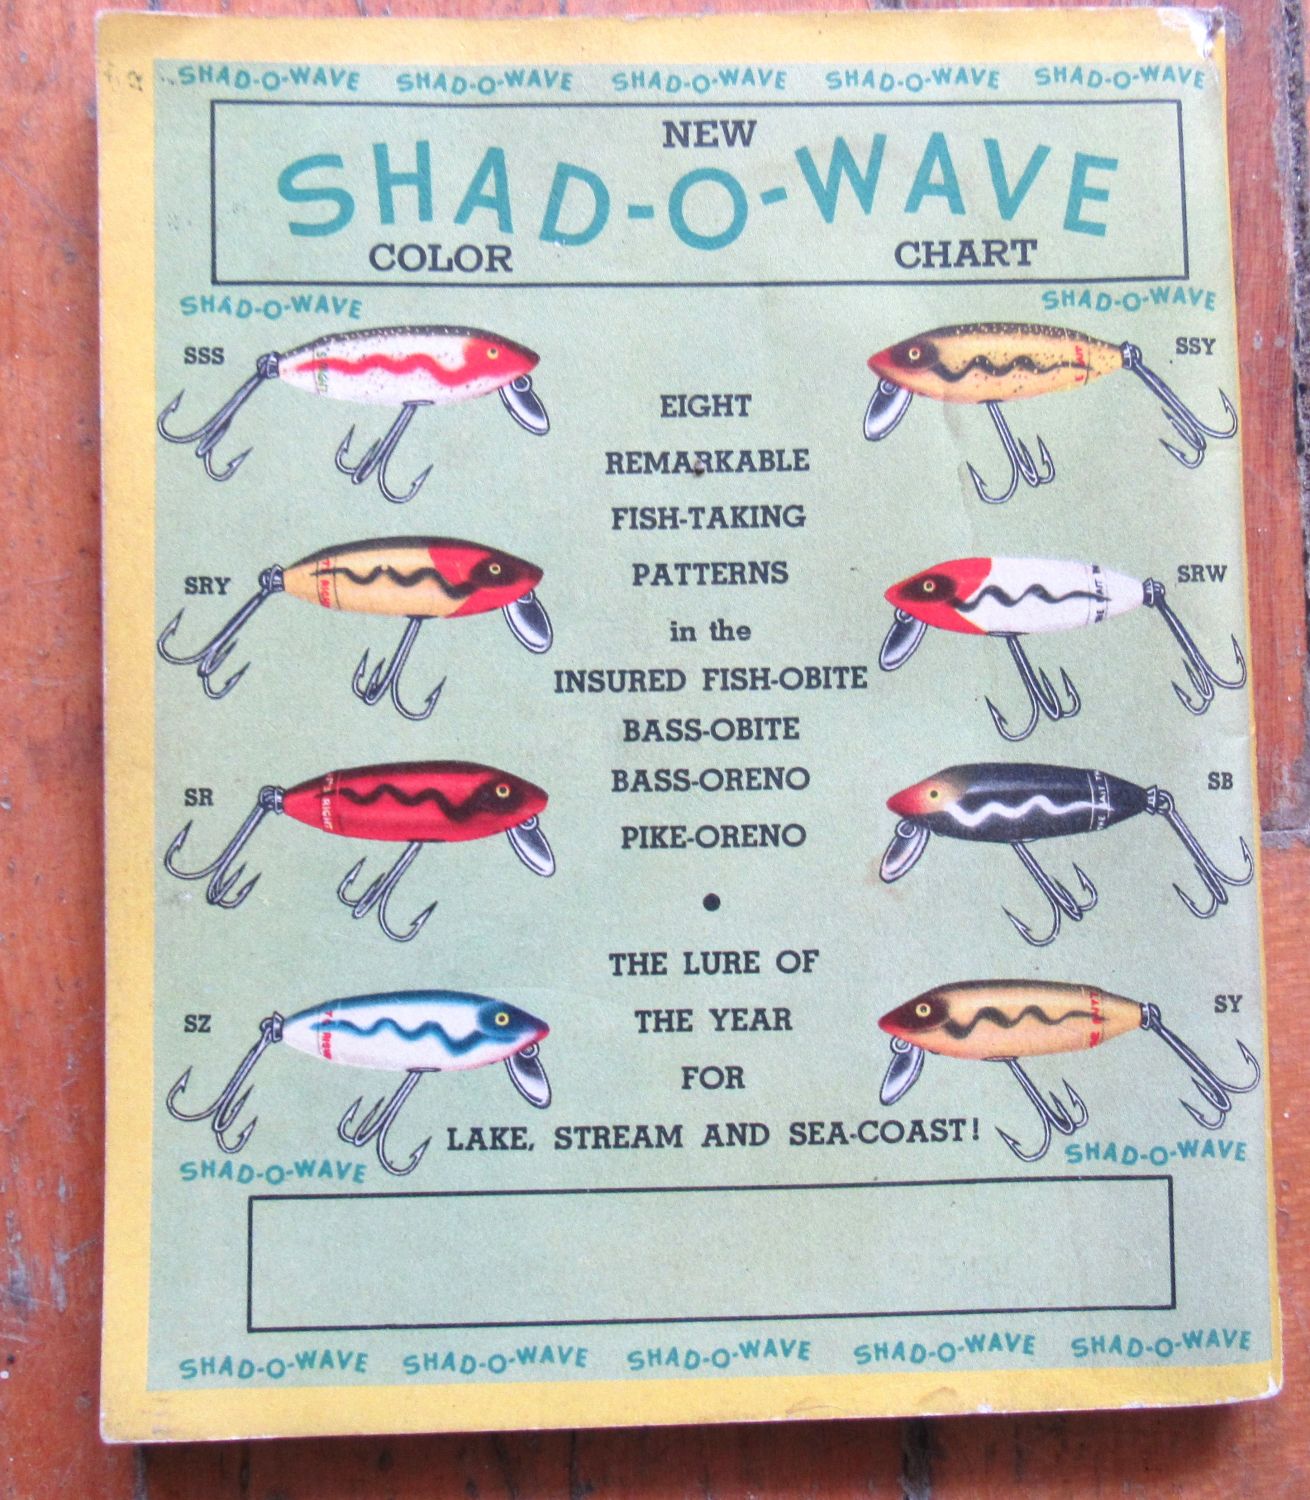 SHAD-O-WAVE SHAD-O-WAVE SHAD-O-WAVE SHAD-O-WAVE SHAD-O-WAVE
NEW
SHAD-O-WAVE
COLOR CHART
SHAD-O-WAVE SHAD-O-WAVE
SSS SSY
EIGHT
REMARKABLE
FISH-TAKING
PATTERNS
SRY SRW
in the
INSURED FISH-OBITE
BASS-OBITE
BASS-ORENO
SR SB
PIKE-ORENO
THE LURE OF
THE YEAR
SZ SY
FOR
LAKE, STREAM AND SEA-COAST!
SHAD-O-WAVE SHAD-O-WAVE
SHAD-O-WAVE SHAD-O-WAVE SHAD-O-WAVE SHAD-O-WAVE SHAD-O-WAVE